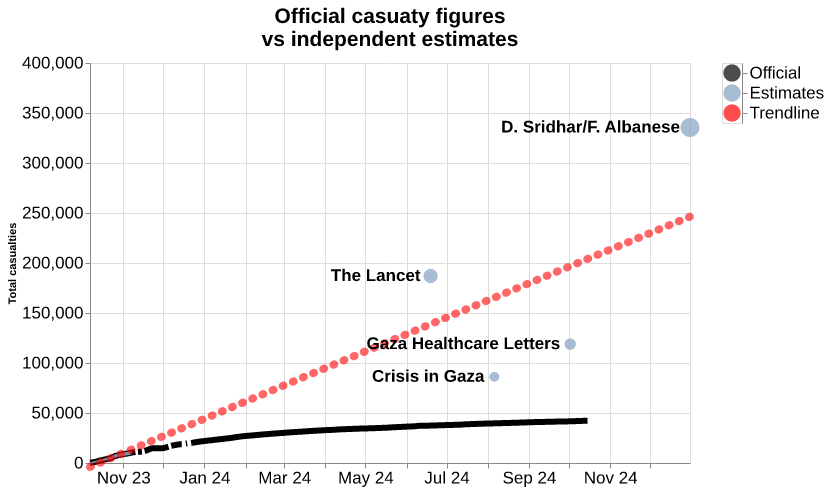 Official casuaty figures
vs independent estimates
Total casualties
400,000
350,000
300,000
250,000
200,000
150,000
100,000
50,000
0
Nov 23
Jan 24
Mar 24
May 24
Jul 24
Sep 24
Nov 24
D. Sridhar/F. Albanese
The Lancet
Gaza Healthcare Letters
Crisis in Gaza
Official
Estimates
Trendline